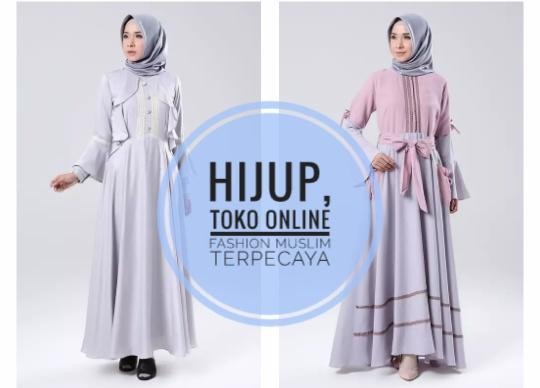 HIJUP,
TOKO ONLINE
FASHION MUSLIM
TERPECAYA